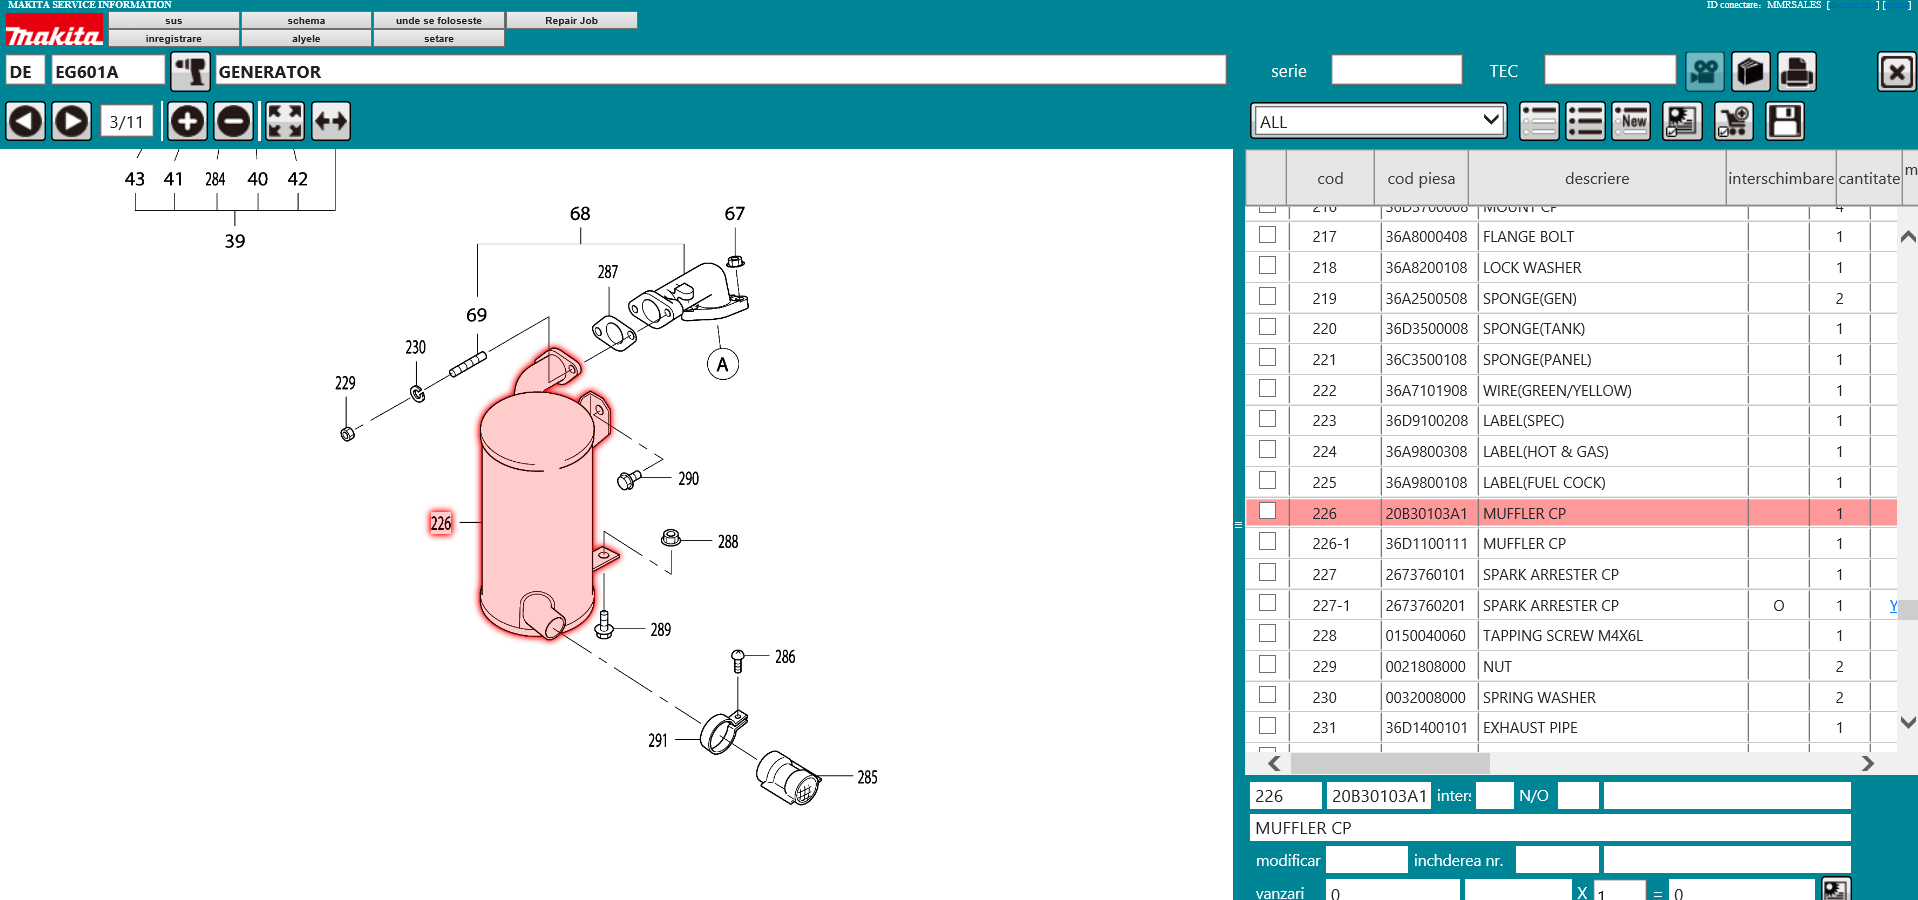 MAKITA SERVICE INFORMATION
ID conectare: MMRSALES [ ] [ ]
makita
sus schema unde se foloseste Repair Job
inregistrare alyele setare
DE EG601A GENERATOR serie TEC
3/11 ALL New
cod cod piesa descriere interschimbare cantitate m
216 36D3700008 MOUNT CP 4
217 36A8000408 FLANGE BOLT 1
218 36A8200108 LOCK WASHER 1
219 36A2500508 SPONGE(GEN) 2
220 36D3500008 SPONGE(TANK) 1
221 36C3500108 SPONGE(PANEL) 1
222 36A7101908 WIRE(GREEN/YELLOW) 1
223 36D9100208 LABEL(SPEC) 1
224 36A9800308 LABEL(HOT & GAS) 1
225 36A9800108 LABEL(FUEL COCK) 1
226 20B30103A1 MUFFLER CP 1
226-1 36D1100111 MUFFLER CP 1
227 2673760101 SPARK ARRESTER CP 1
227-1 2673760201 SPARK ARRESTER CP O 1 Y
228 0150040060 TAPPING SCREW M4X6L 1
229 0021808000 NUT 2
230 0032008000 SPRING WASHER 2
231 36D1400101 EXHAUST PIPE 1
226 20B30103A1 inters N/O
MUFFLER CP
modificar inchderea nr.
vanzari 0 X 1 = 0
43 41 284 40 42
39
68 67
287
69
230
229
A
290
226
288
289
286
291
285